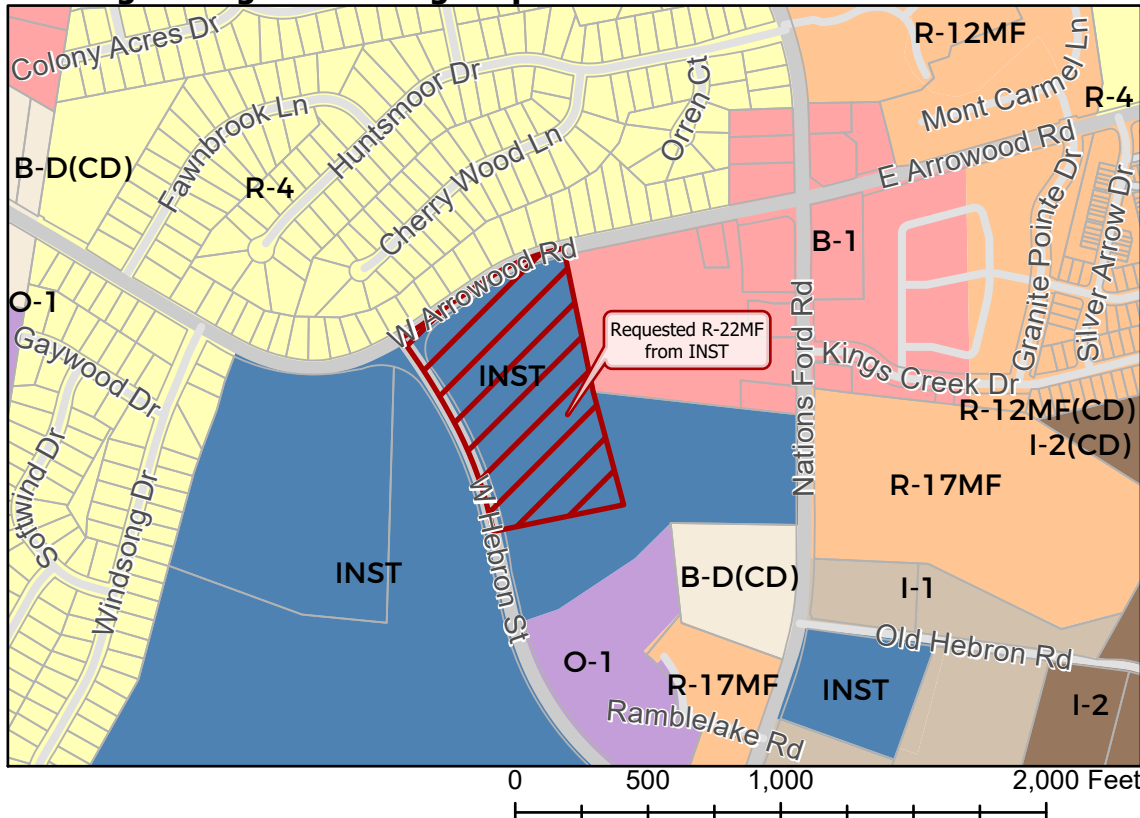 Colony Acres Dr
R-12MF
Mont Carmel Ln
R-4
Orren Ct
Huntsmoor Dr
Fawnbrook Ln
B-D(CD)
R-4
Cherry Wood Ln
E Arrowood Rd
B-1
W Arrowood Rd
O-1
Gaywood Dr
Requested R-22MF
from INST
INST
Nations Ford Rd
Kings Creek Dr
Granite Pointe Dr
Silver Arrow Dr
R-12MF(CD)
I-2(CD)
R-17MF
Softwind Dr
Windsong Dr
W Hebron St
INST
B-D(CD)
I-1
Old Hebron Rd
O-1
R-17MF
INST
I-2
Ramblelake Rd
0 500 1,000 2,000 Feet